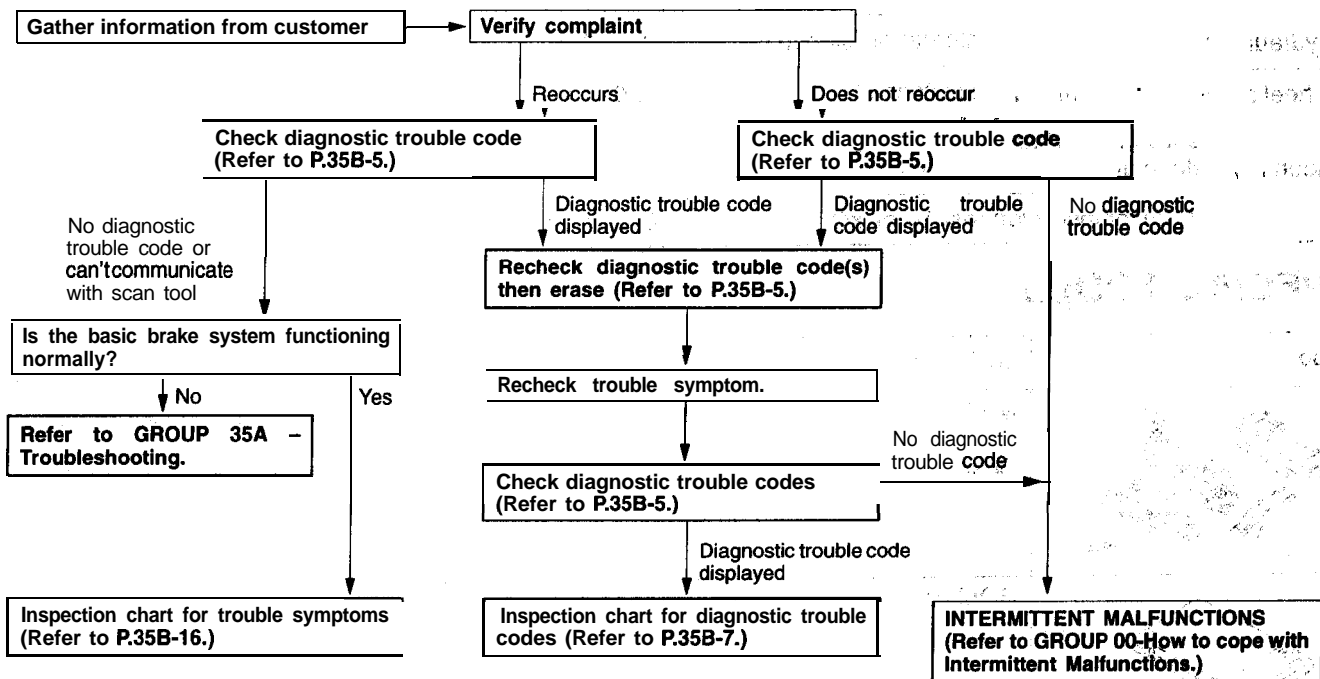 Gather information from customer
Verify complaint
Reoccurs
Does not reoccur
Check diagnostic trouble code
(Refer to P.35B-5.)
Check diagnostic trouble code
(Refer to P.35B-5.)
No diagnostic
trouble code or
can't communicate
with scan tool
Diagnostic trouble code
displayed
Diagnostic trouble
code displayed
No diagnostic
trouble code
Recheck diagnostic trouble code(s)
then erase (Refer to P.35B-5.)
Is the basic brake system functioning
normally?
No
Yes
Recheck trouble symptom.
Refer to GROUP 35A –
Troubleshooting.
No diagnostic
trouble code
Check diagnostic trouble codes
(Refer to P.35B-5.)
Diagnostic trouble code
displayed
Inspection chart for trouble symptoms
(Refer to P.35B-16.)
Inspection chart for diagnostic trouble
codes (Refer to P.35B-7.)
INTERMITTENT MALFUNCTIONS
(Refer to GROUP 00-How to cope with
Intermittent Malfunctions.)